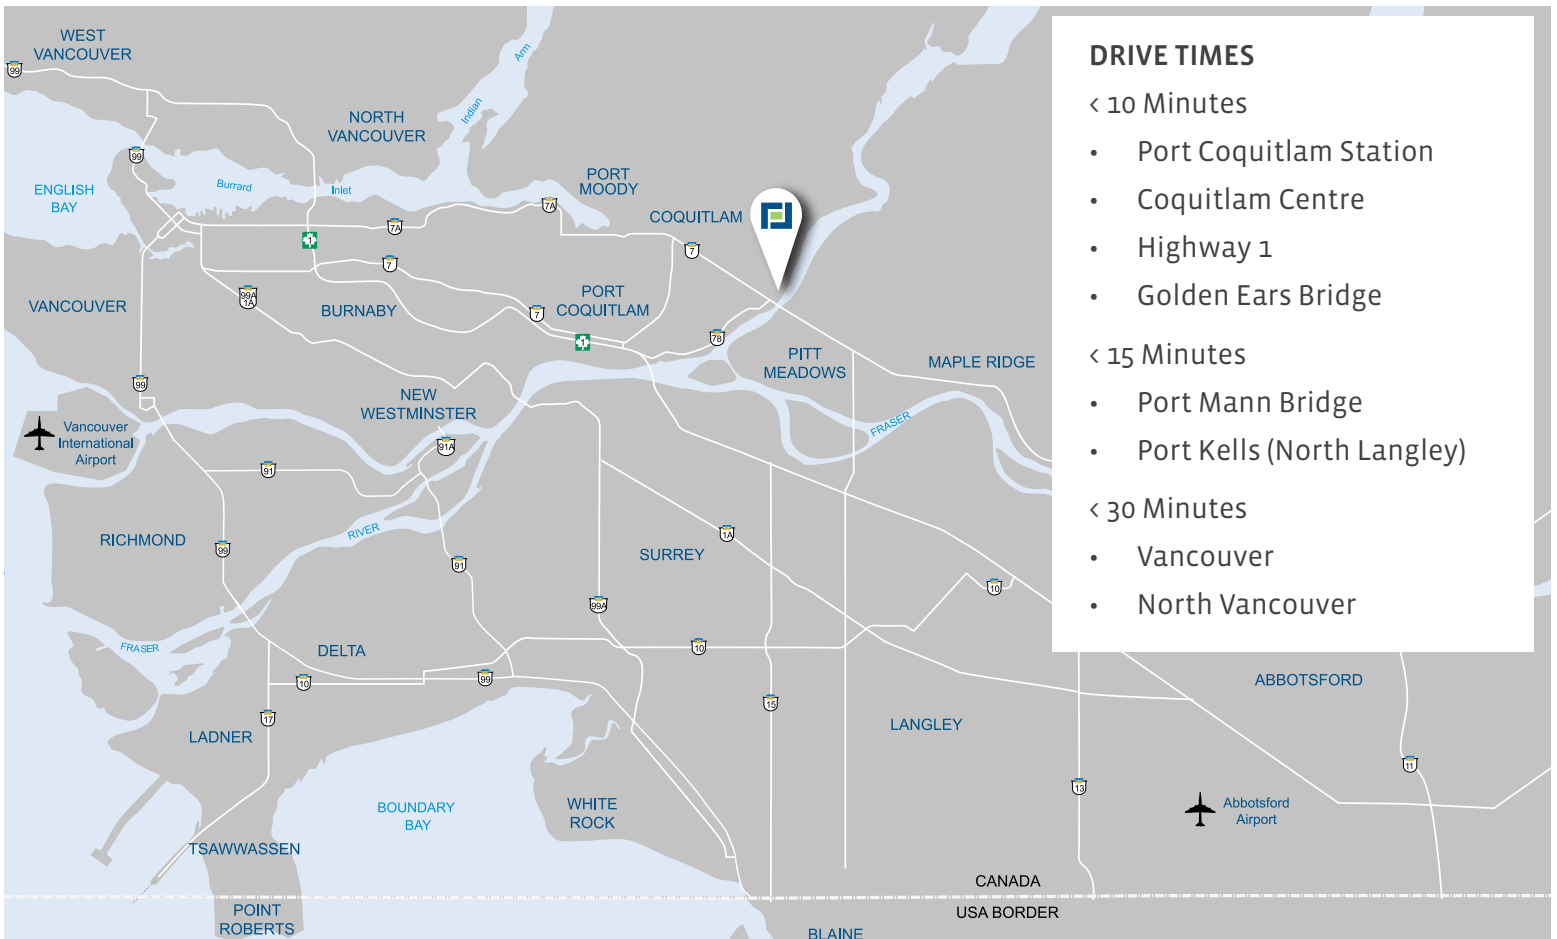 WEST
VANCOUVER
99
NORTH
VANCOUVER
Indian
Arm
99
ENGLISH
BAY
Burrard
Inlet
PORT
MOODY
7A
7A
COQUITLAM
1
7
7
99A
1A
VANCOUVER
BURNABY
PORT
COQUITLAM
7
1
7B
PITT
MEADOWS
MAPLE RIDGE
99
NEW
WESTMINSTER
FRASER
Vancouver
International
Airport
91A
91
RICHMOND
99
RIVER
91
SURREY
1A
10
99A
FRASER
DELTA
10
10
99
17
15
LADNER
LANGLEY
ABBOTSFORD
11
13
BOUNDARY
BAY
WHITE
ROCK
Abbotsford
Airport
TSAWWASSEN
CANADA
USA BORDER
POINT
ROBERTS
BLAINE
DRIVE TIMES
< 10 Minutes
• Port Coquitlam Station
• Coquitlam Centre
• Highway 1
• Golden Ears Bridge
< 15 Minutes
• Port Mann Bridge
• Port Kells (North Langley)
< 30 Minutes
• Vancouver
• North Vancouver